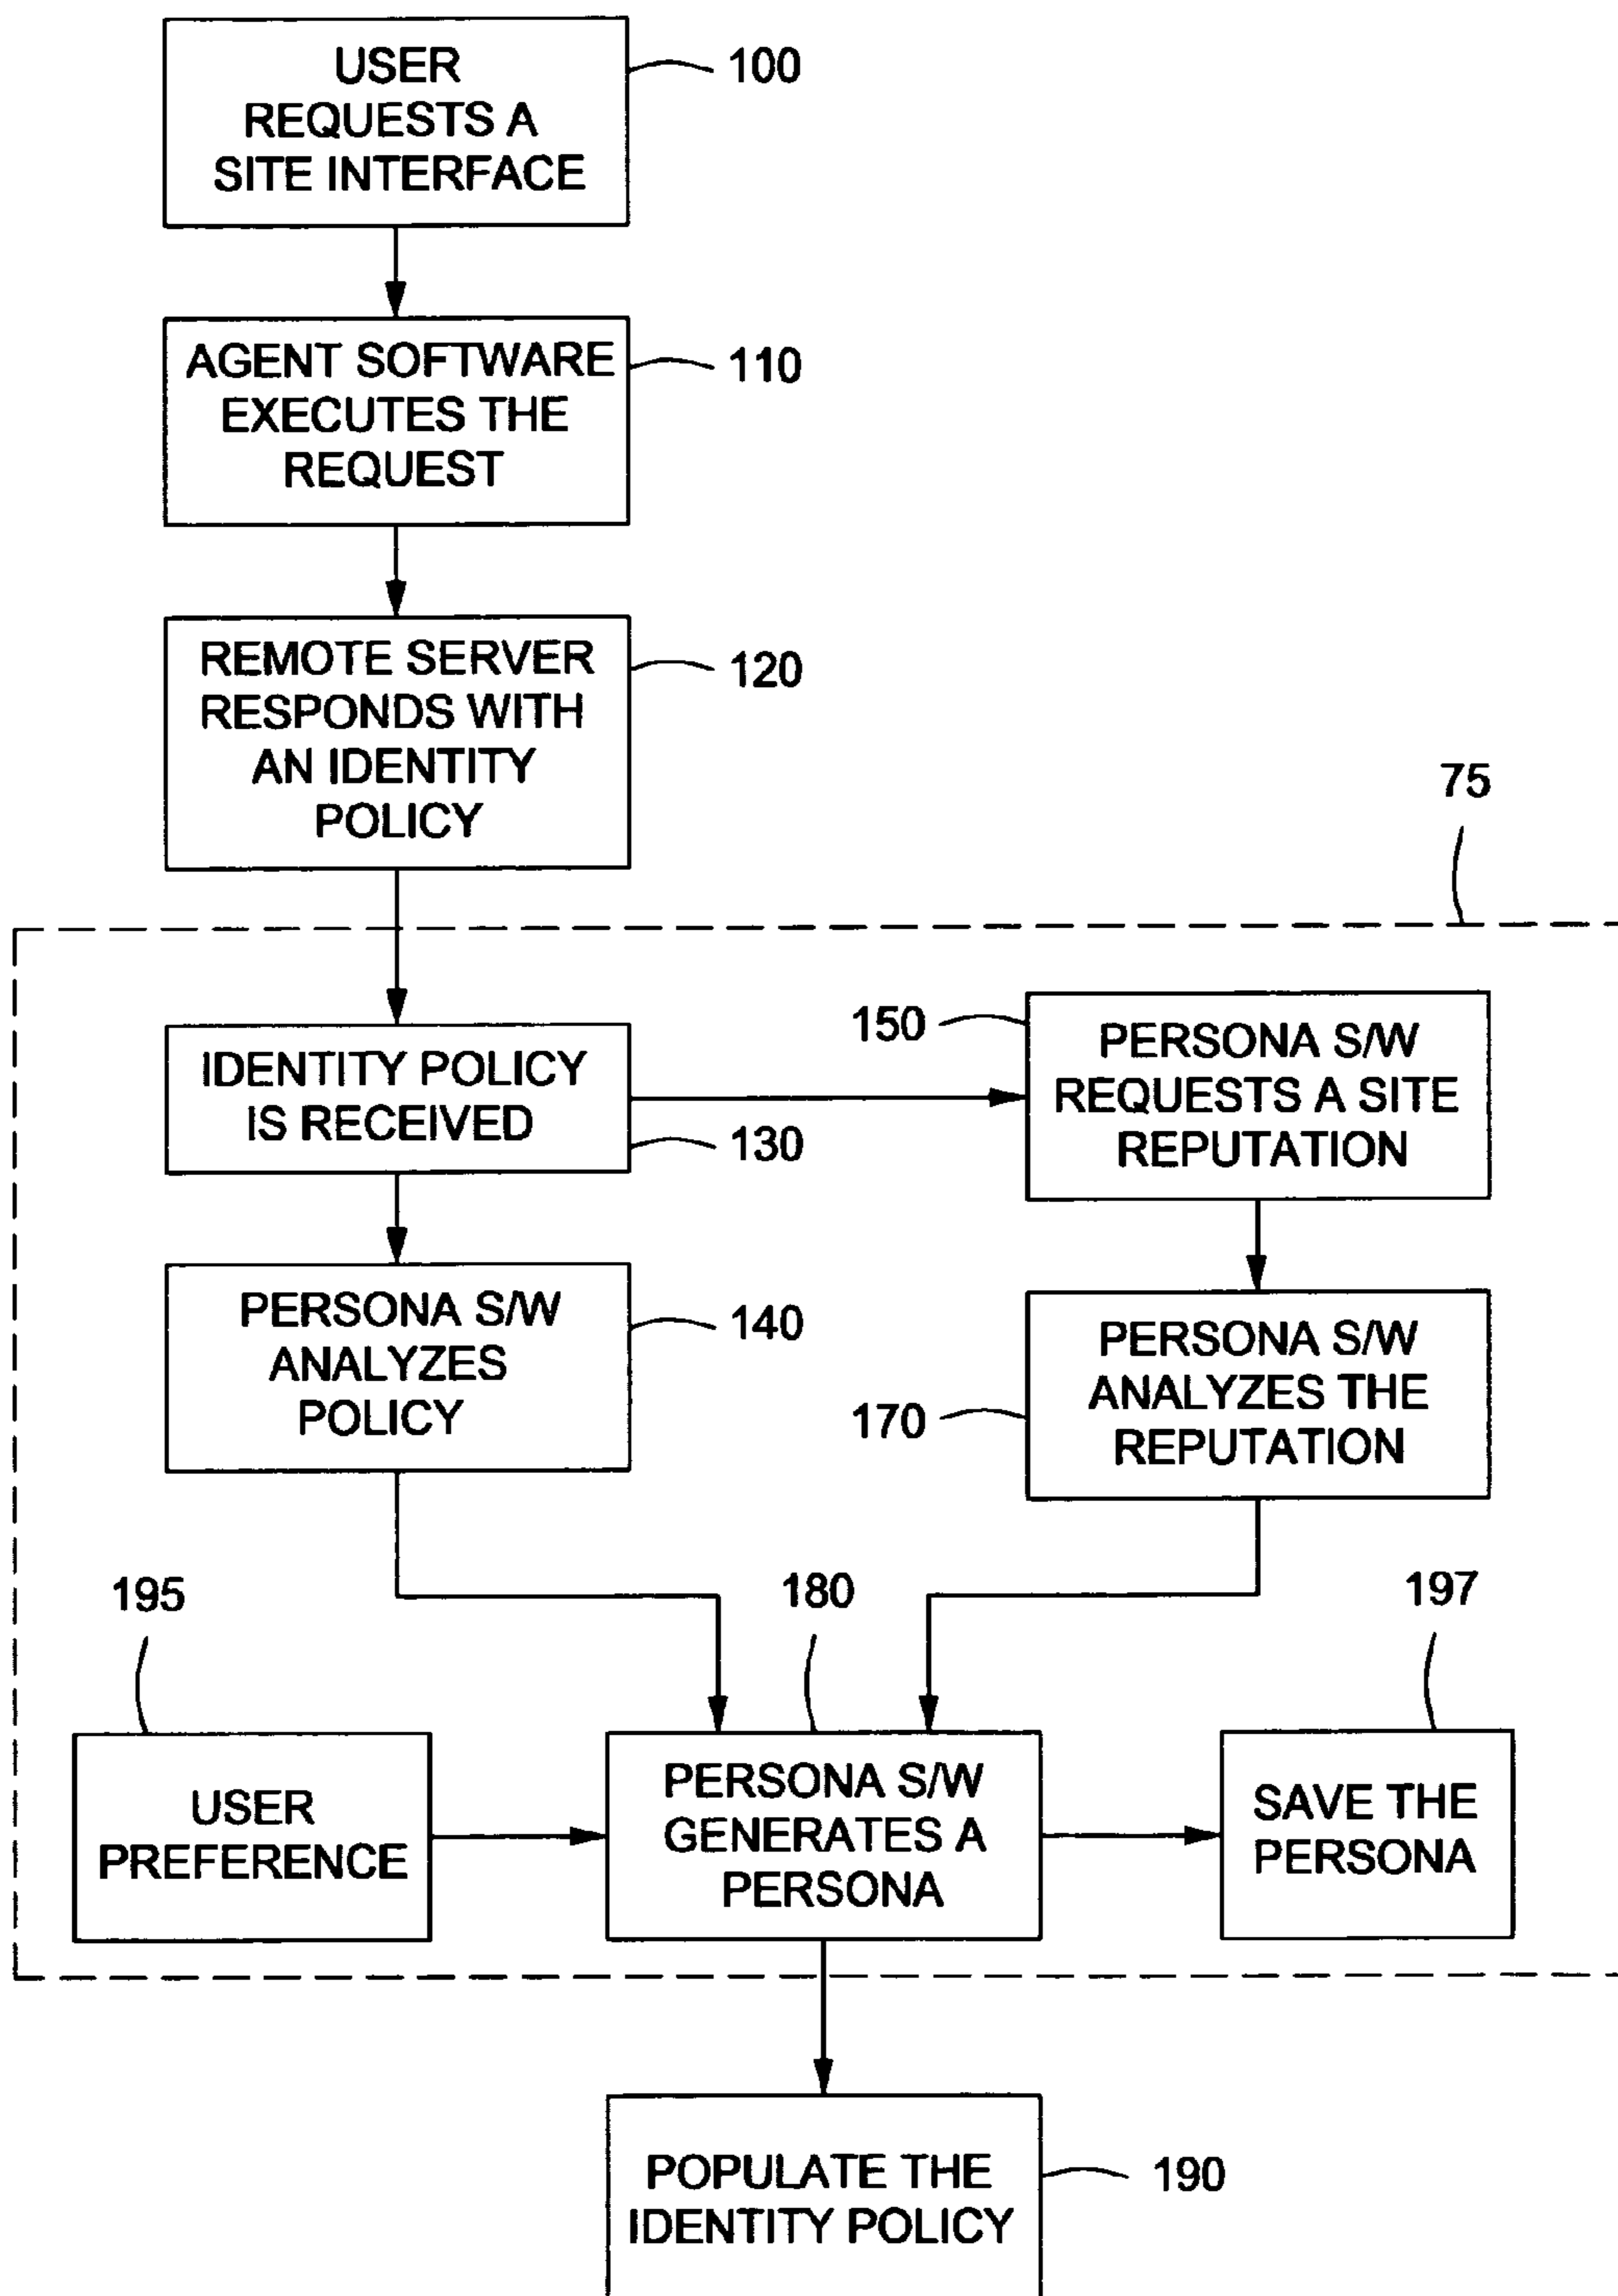 USER
REQUESTS A
SITE INTERFACE
100
AGENT SOFTWARE
EXECUTES THE
REQUEST
110
REMOTE SERVER
RESPONDS WITH
AN IDENTITY
POLICY
120
75
IDENTITY POLICY
IS RECEIVED
130
150
PERSONA S/W
REQUESTS A SITE
REPUTATION
PERSONA S/W
ANALYZES
POLICY
140
170
PERSONA S/W
ANALYZES THE
REPUTATION
195
USER
PREFERENCE
180
PERSONA S/W
GENERATES A
PERSONA
197
SAVE THE
PERSONA
POPULATE THE
IDENTITY POLICY
190